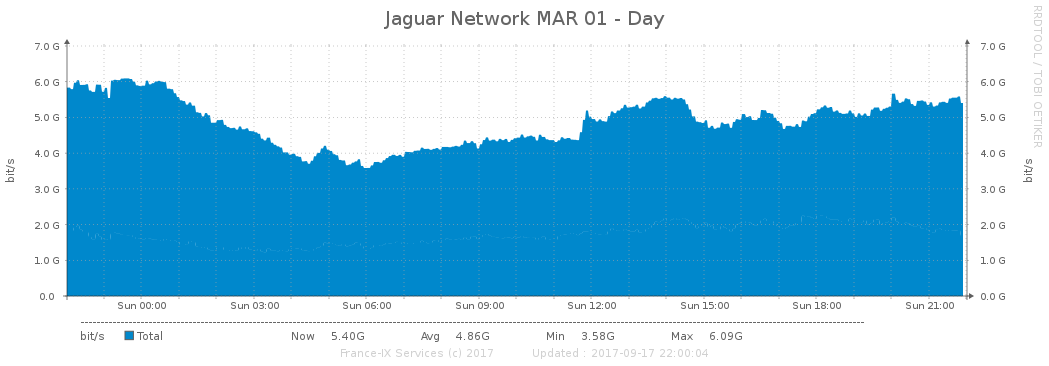 Jaguar Network MAR 01 - Day
RRDTOOL / TOBI OETIKER
7.0 G 7.0 G
6.0 G 6.0 G
5.0 G 5.0 G
4.0 G 4.0 G
3.0 G 3.0 G
2.0 G 2.0 G
1.0 G 1.0 G
0.0 0.0 G
bit/s
bit/s
Sun 00:00 Sun 03:00 Sun 06:00 Sun 09:00 Sun 12:00 Sun 15:00 Sun 18:00 Sun 21:00
bit/s Total Now 5.40G Avg 4.86G Min 3.58G Max 6.09G
France-IX Services (c) 2017 Updated : 2017-09-17 22:00:04